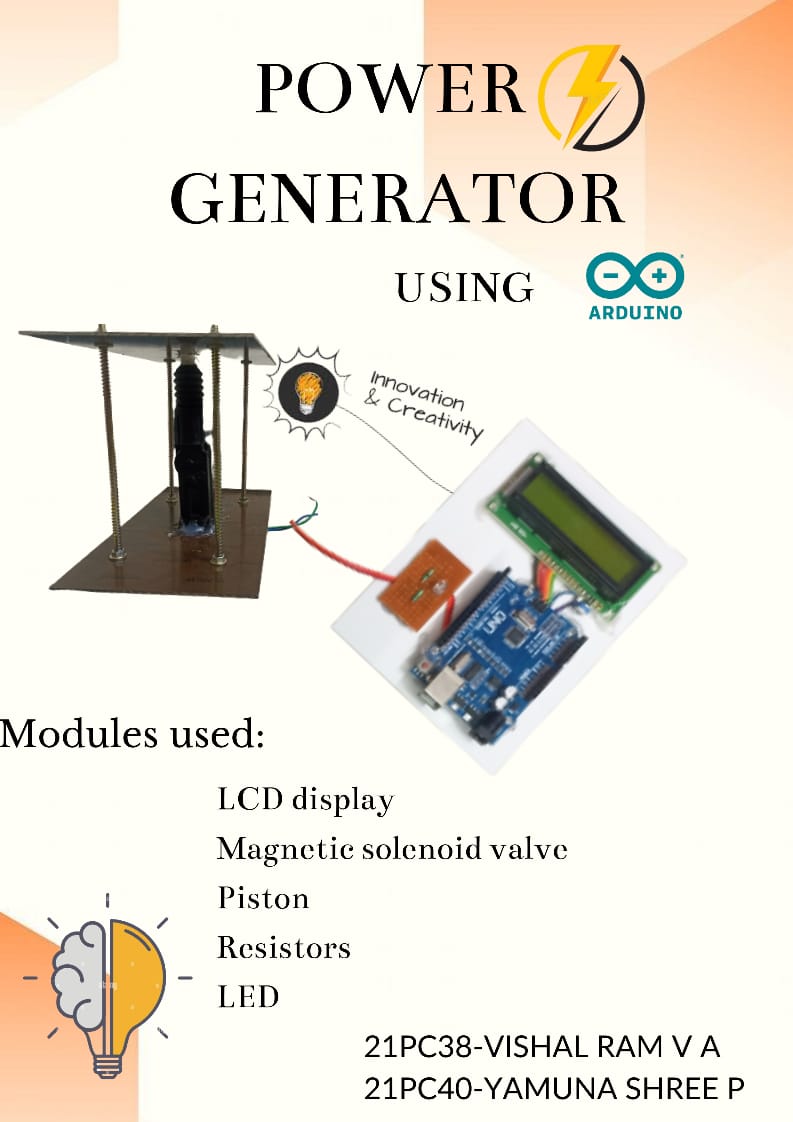 POWER
GENERATOR
USING
ARDUINO
Innovation
& Creativity
UNO
Modules used:
LCD display
Magnetic solenoid valve
Piston
Resistors
LED
21PC38-VISHAL RAM V A
21PC40-YAMUNA SHREE P